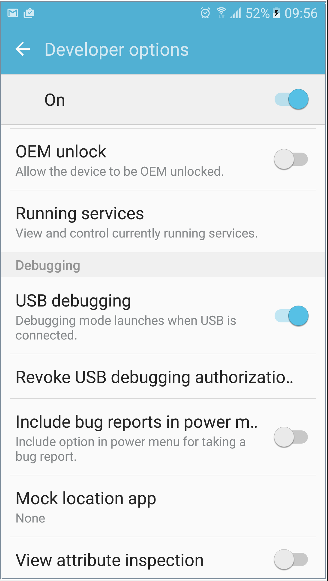 52% 09:56
Developer options
On
OEM unlock
Allow the device to be OEM unlocked.
Running services
View and control currently running services.
Debugging
USB debugging
Debugging mode launches when USB is
connected.
Revoke USB debugging authorizatio..
Include bug reports in power m..
Include option in power menu for taking a
bug report.
Mock location app
None
View attribute inspection